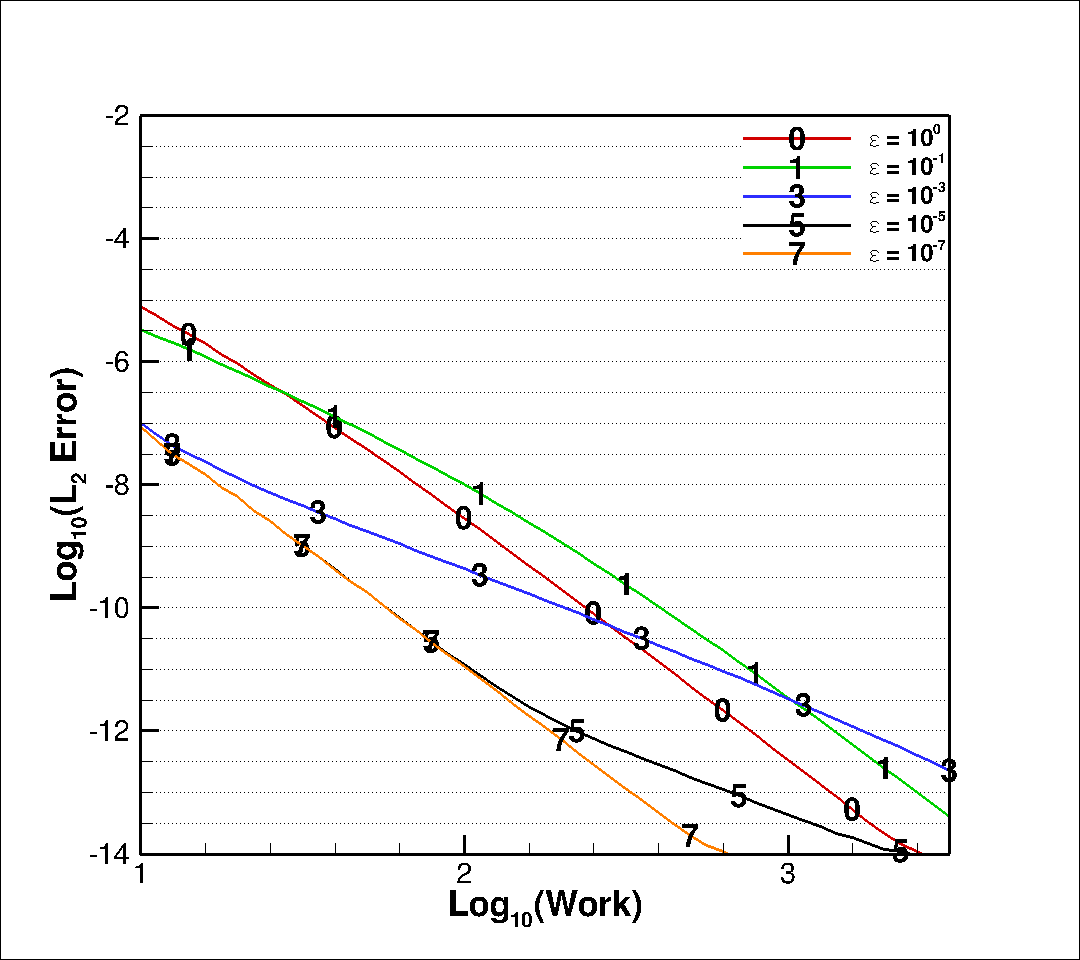 -2
-4
-6
-8
-10
-12
-14
Log₁₀(L₂ Error)
1
2
3
Log₁₀(Work)
0 ε = 10⁰
1 ε = 10⁻¹
3 ε = 10⁻³
5 ε = 10⁻⁵
7 ε = 10⁻⁷
0 0 0 0 0 0
1 1 1 1 1 1
3 3 3 3 3 3
5 5 5
7 7 7 7 7